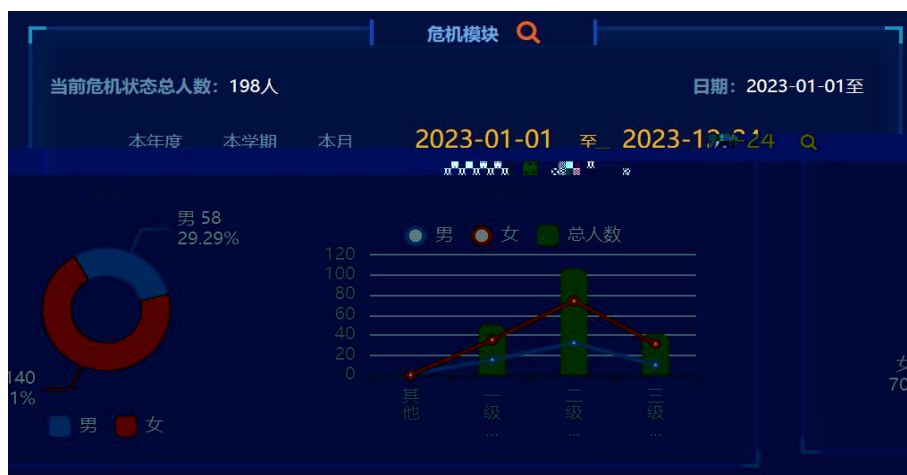 危机模块
当前危机状态总人数：198人
日期：2023-01-01至
本年度 本学期 本月 2023-01-01 至
男 58
29.29%
男 女 总人数
120
100
80
60
40
20
0
其他 一级... 二级... 三级...
140
1%
男 女
女
70